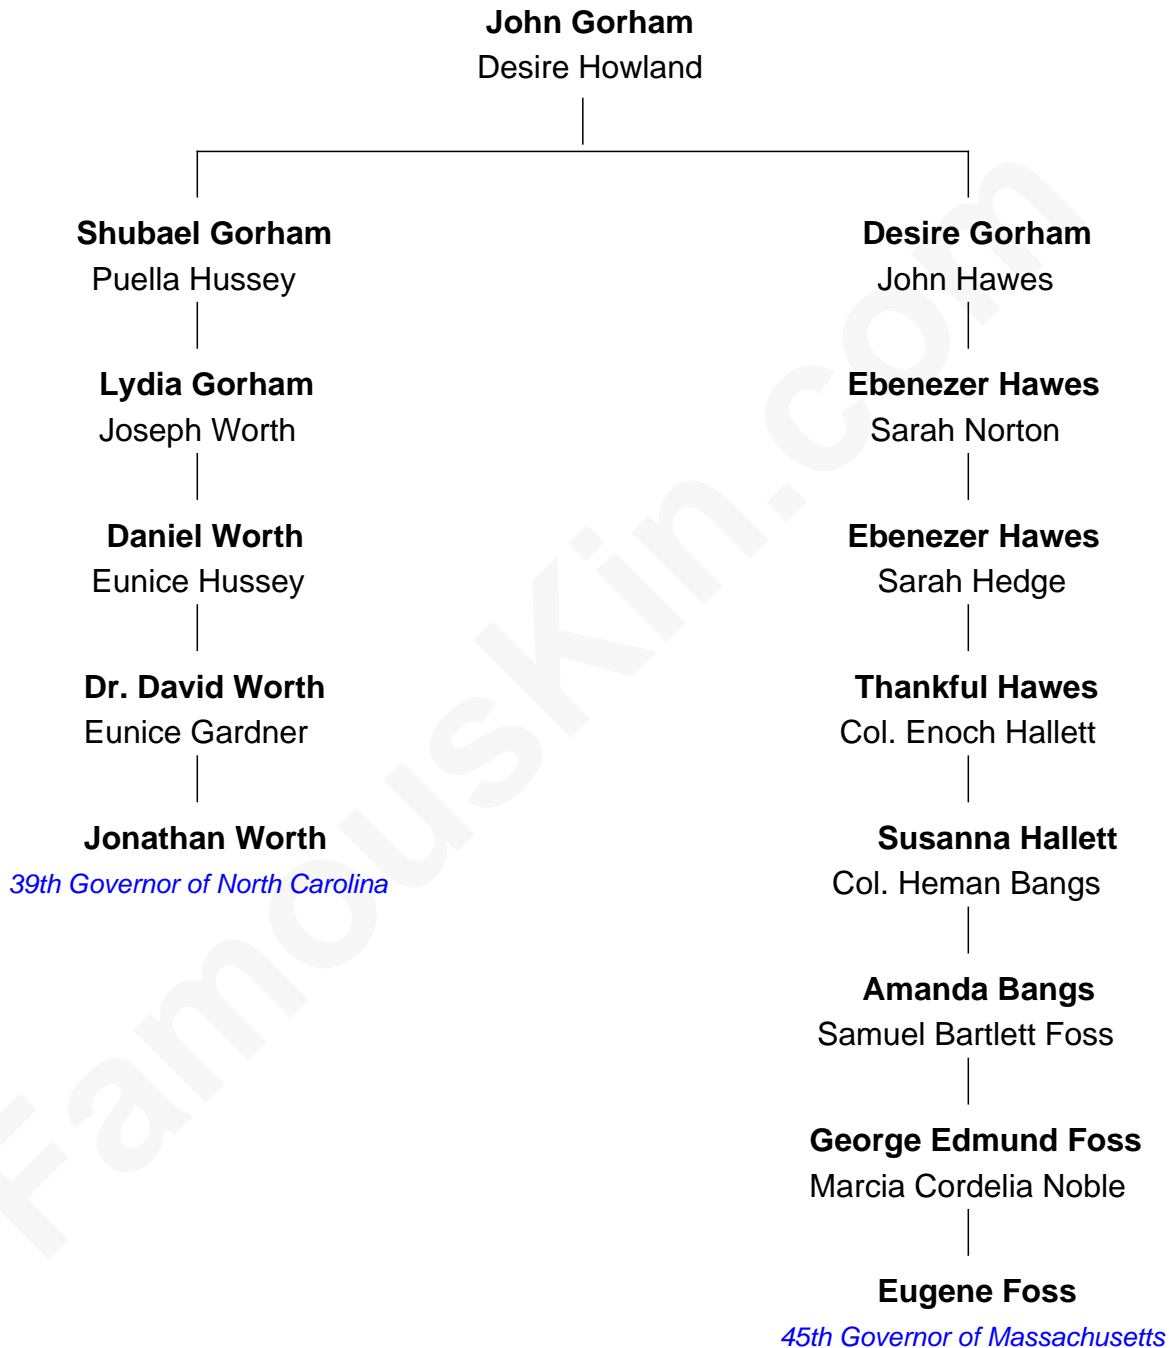 John Gorham
Desire Howland
Shubael Gorham
Puella Hussey
Desire Gorham
John Hawes
Lydia Gorham
Joseph Worth
Ebenezer Hawes
Sarah Norton
Daniel Worth
Eunice Hussey
Ebenezer Hawes
Sarah Hedge
Dr. David Worth
Eunice Gardner
Thankful Hawes
Col. Enoch Hallett
Jonathan Worth
39th Governor of North Carolina
Susanna Hallett
Col. Heman Bangs
Amanda Bangs
Samuel Bartlett Foss
George Edmund Foss
Marcia Cordelia Noble
Eugene Foss
45th Governor of Massachusetts
FamousKin.com